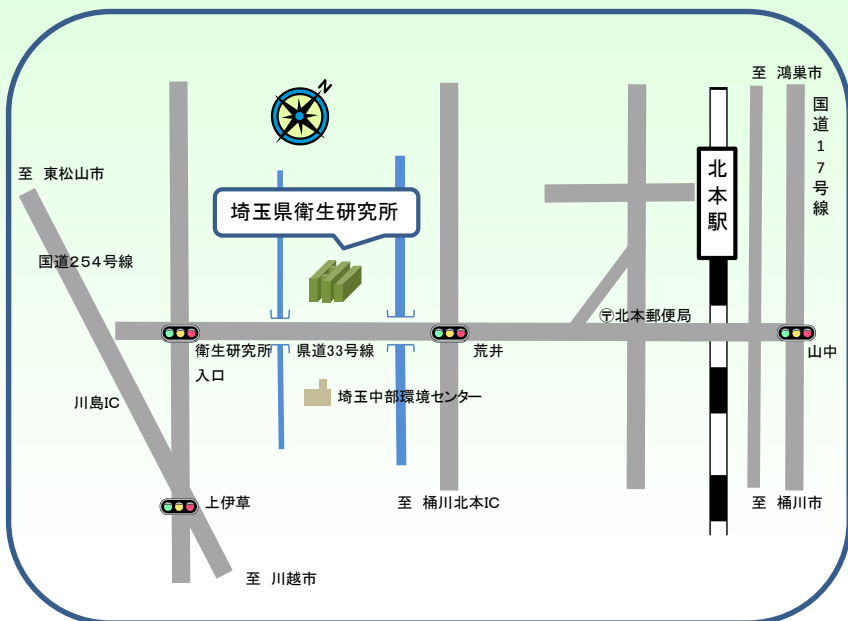 N
至 鴻巣市
国道17号線
至 東松山市
北本駅
埼玉県衛生研究所
国道254号線
〒北本郵便局
衛生研究所
入口
県道33号線
荒井
山中
埼玉中部環境センター
川島IC
上伊草
至 桶川北本IC
至 桶川市
至 川越市